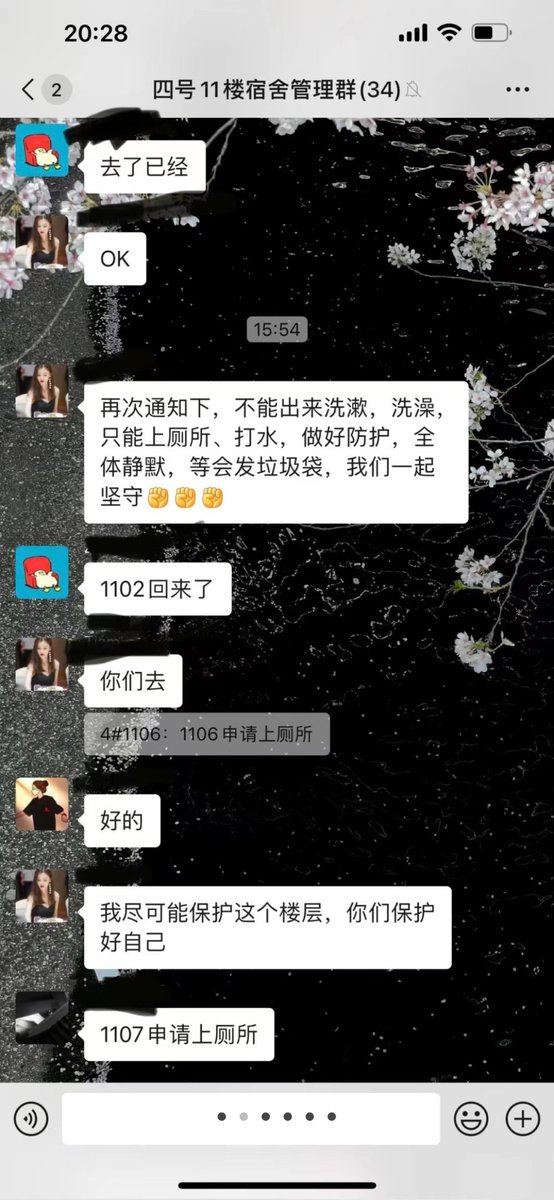 20:28
2
四号11楼宿舍管理群(34)
去了已经
OK
15:54
再次通知下，不能出来洗漱，洗澡，
只能上厕所、打水，做好防护，全
体静默，等会发垃圾袋，我们一起
坚守✊✊✊
1102回来了
你们去
4#1106：1106申请上厕所
好的
我尽可能保护这个楼层，你们保护
好自己
1107申请上厕所